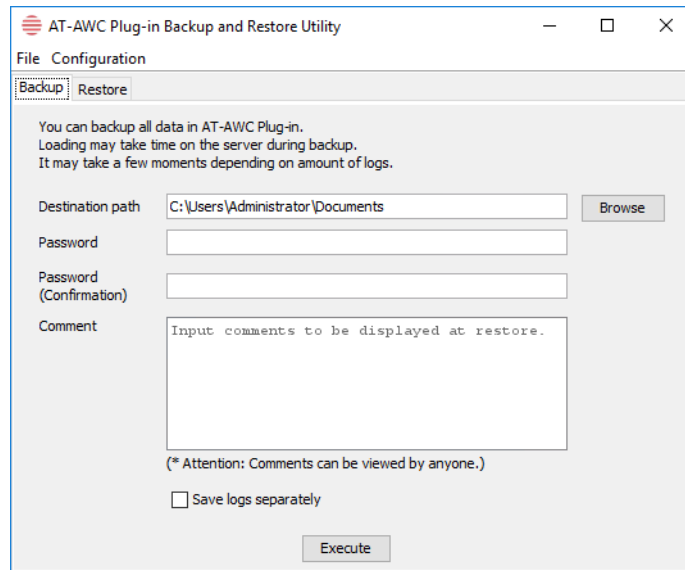 AT-AWC Plug-in Backup and Restore Utility
File Configuration
Backup Restore
You can backup all data in AT-AWC Plug-in.
Loading may take time on the server during backup.
It may take a few moments depending on amount of logs.
Destination path C:\Users\Administrator\Documents Browse
Password
Password
(Confirmation)
Comment Input comments to be displayed at restore.
(* Attention: Comments can be viewed by anyone.)
Save logs separately
Execute